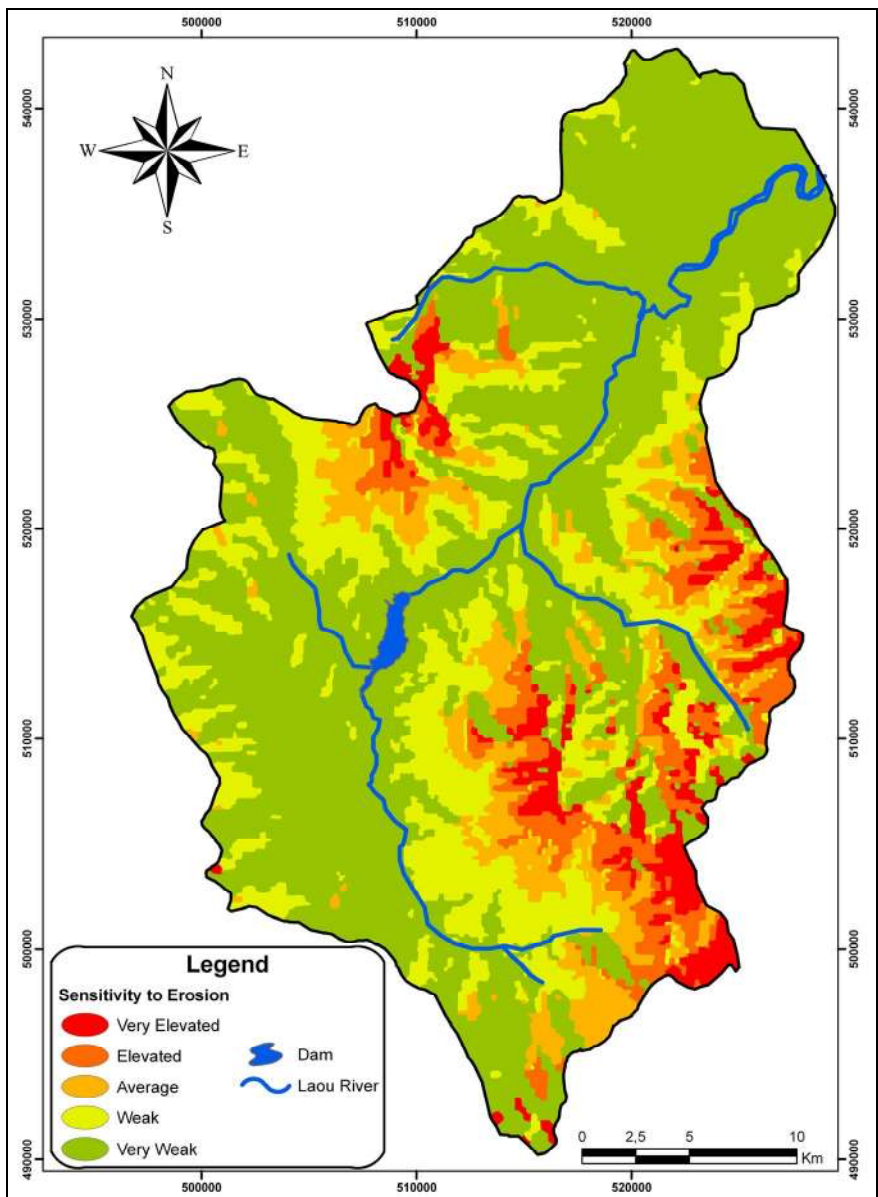 500000 510000 520000
N
W E
S
540000 540000
530000 530000
520000 520000
510000 510000
500000 500000
490000 490000
Legend
Sensitivity to Erosion
Very Elevated
Elevated
Average
Weak
Very Weak
Dam
Laou River
0 2,5 5 10
Km
500000 510000 520000